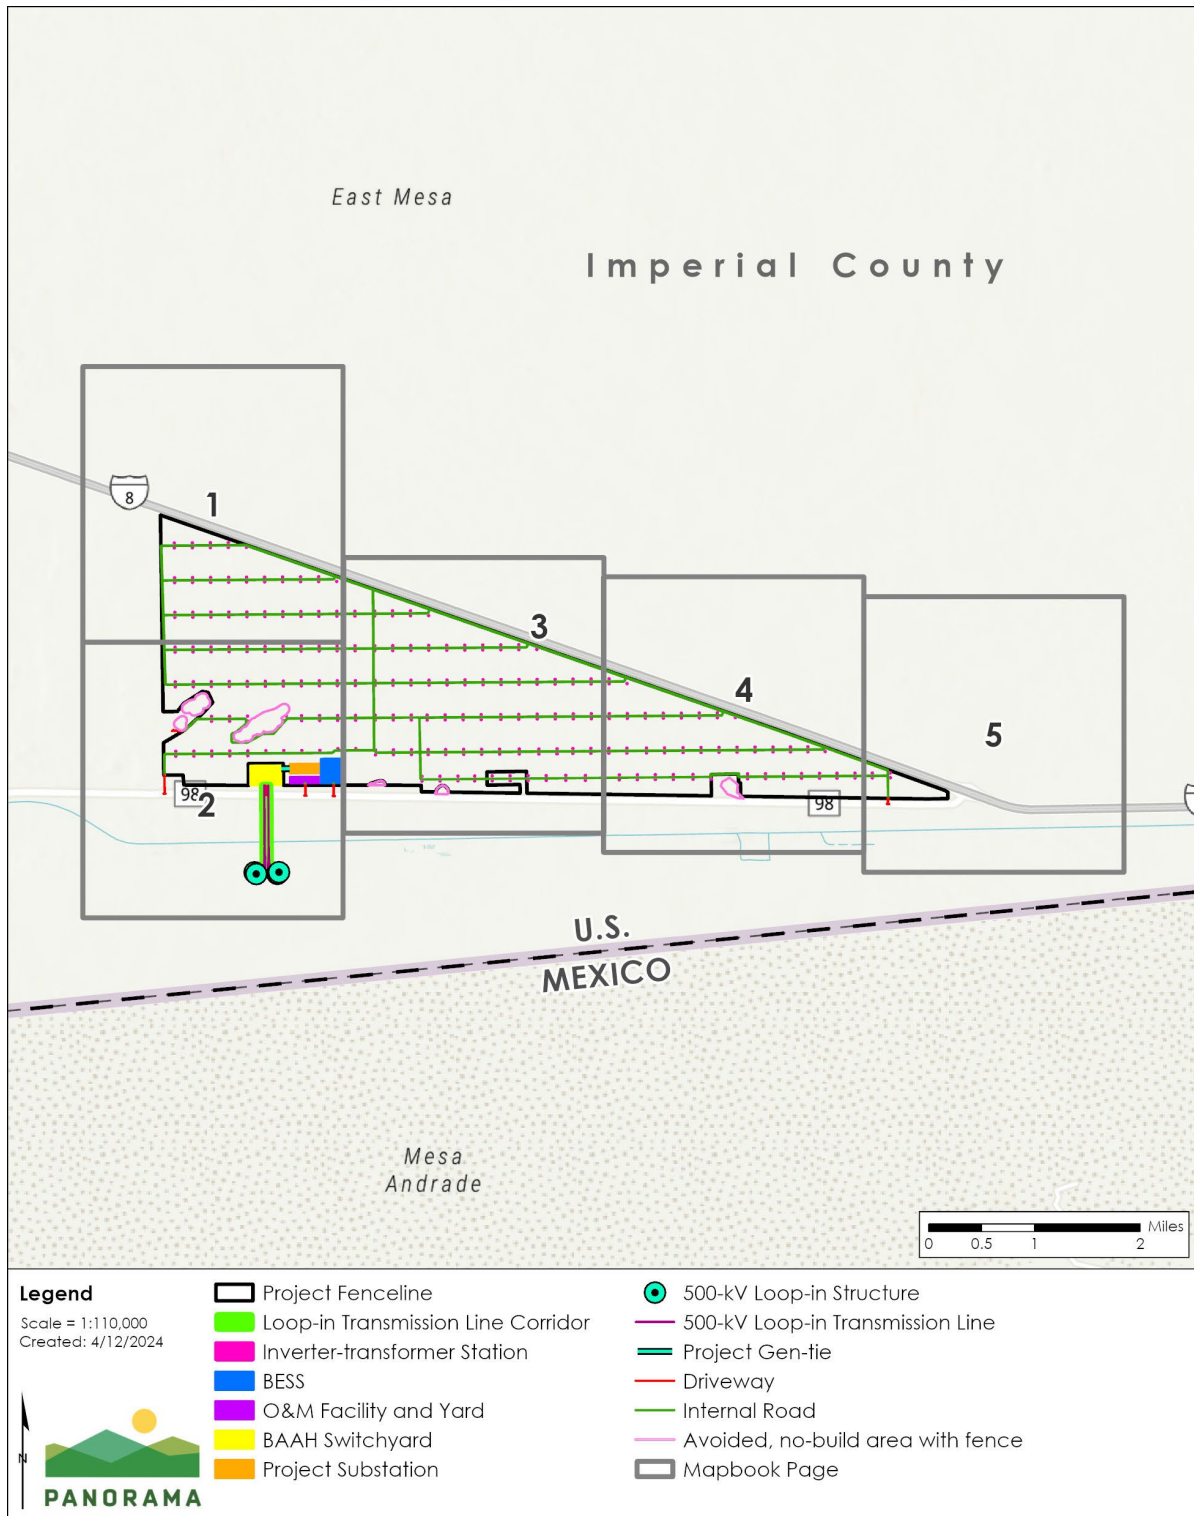 East Mesa
Imperial County
8
1
3
4
5
98
2
98
U.S.
MEXICO
Mesa
Andrade
Miles
0 0.5 1 2
Legend
Scale = 1:110,000
Created: 4/12/2024
N
PANORAMA
Project Fenceline
Loop-in Transmission Line Corridor
Inverter-transformer Station
BESS
O&M Facility and Yard
BAAH Switchyard
Project Substation
500-kV Loop-in Structure
500-kV Loop-in Transmission Line
Project Gen-tie
Driveway
Internal Road
Avoided, no-build area with fence
Mapbook Page